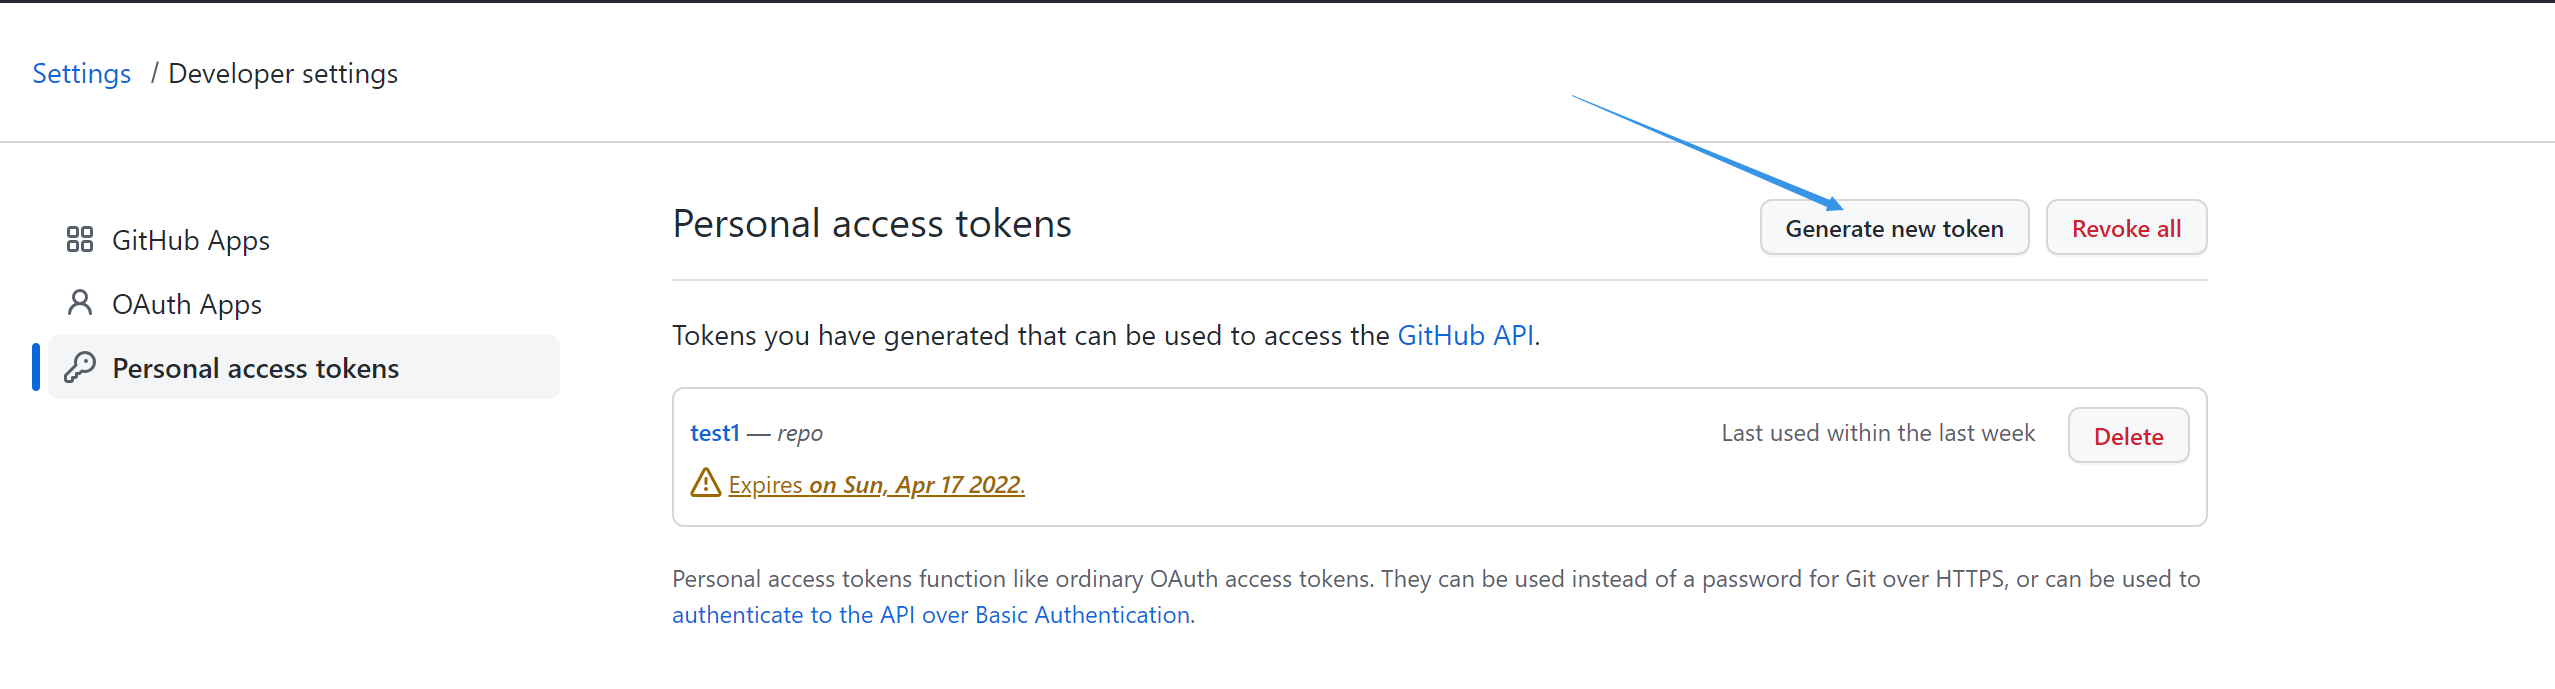 Settings / Developer settings
GitHub Apps
OAuth Apps
Personal access tokens
Personal access tokens
Generate new token
Revoke all
Tokens you have generated that can be used to access the GitHub API.
test1 — repo
Last used within the last week
Delete
Expires on Sun, Apr 17 2022.
Personal access tokens function like ordinary OAuth access tokens. They can be used instead of a password for Git over HTTPS, or can be used to
authenticate to the API over Basic Authentication.